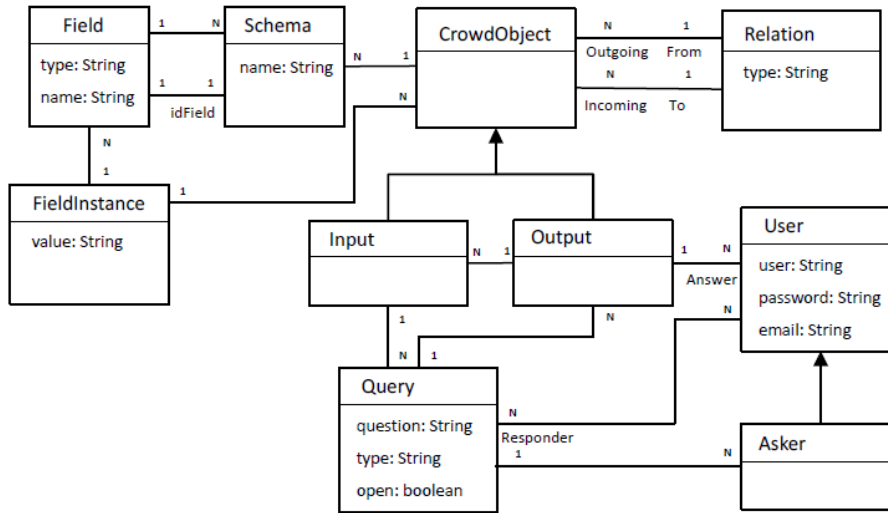 Field
type: String
name: String
1
N
1
1
idField
Schema
name: String
N
1
CrowdObject
N
1
Outgoing
From
N
1
Incoming
To
Relation
type: String
N
N
1
FieldInstance
value: String
1
Input
N
1
Output
1
N
Answer
User
user: String
password: String
email: String
1
N
N
N
1
Query
question: String
type: String
open: boolean
N
Responder
1
N
Asker